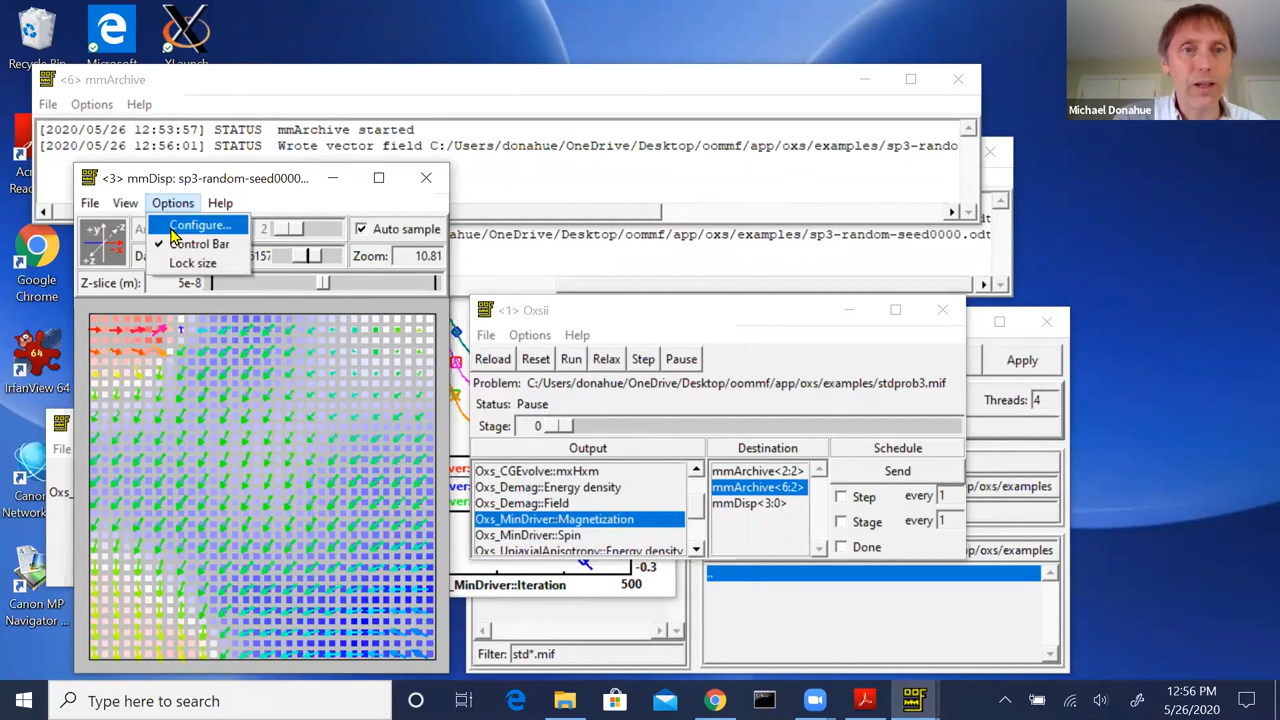 Recycle Bin
Microsoft
XLaunch
Michael Donahue
<6> mmArchive
File Options Help
[2020/05/26 12:53:57] STATUS mmArchive started
[2020/05/26 12:56:01] STATUS Wrote vector field C:/Users/donahue/OneDrive/Desktop/oommf/app/oxs/examples/sp3-rando
<3> mmDisp: sp3-random-seed0000...
File View Options Help
Configure...
Control Bar
Lock size
2
Auto sample
Zoom: 10.81
Z-slice (m): 5e-8
ahue/OneDrive/Desktop/oommf/app/oxs/examples/sp3-random-seed0000.odt
Google
Chrome
64
IrfanView 64
<1> Oxsii
File Options Help
Reload Reset Run Relax Step Pause
Problem: C:/Users/donahue/OneDrive/Desktop/oommf/app/oxs/examples/stdprob3.mif
Status: Pause
Stage: 0
Output Destination Schedule
Oxs_CGEvolve::mxHxm
Oxs_Demag::Energy density
Oxs_Demag::Field
Oxs_MinDriver::Magnetization
Oxs_MinDriver::Spin
Oxs_UniaxialAnisotropy::Energy density
mmArchive<2:2>
mmArchive<6:2>
mmDisp<3:0>
Send
Step every 1
Stage every 1
Done
Apply
Threads: 4
p/oxs/examples
p/oxs/examples
..
-0.3
_MinDriver::Iteration 500
Filter: std*.mif
Canon MP
Navigator ...
Type here to search
12:56 PM
5/26/2020